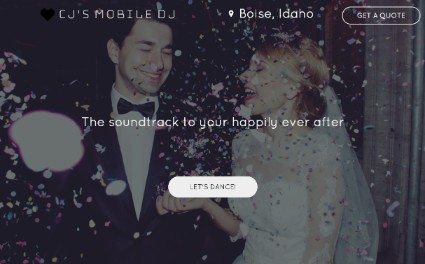 CJ'S MOBILE DJ
Boise, Idaho
GET A QUOTE
The soundtrack to your happily ever after
LET'S DANCE!